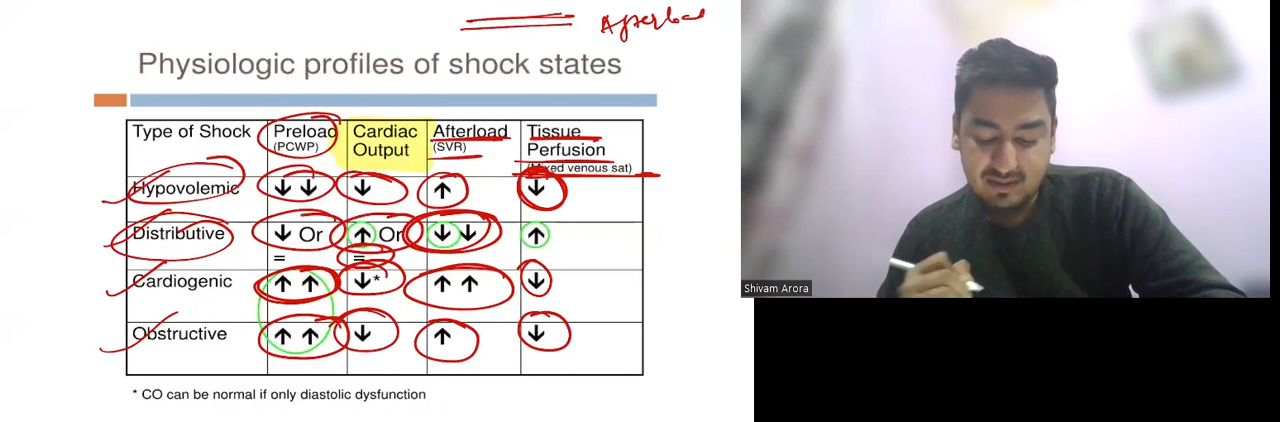 Afterload
Physiologic profiles of shock states
Type of Shock Preload (PCWP) Cardiac Output Afterload (SVR) Tissue Perfusion (Mixed venous sat)
Hypovolemic ↓ ↓ ↓ ↑ ↓
Distributive ↓ Or = ↑ Or = ↓ ↓ ↑
Cardiogenic ↑ ↑ ↓* ↑ ↑ ↓
Obstructive ↑ ↑ ↓ ↑ ↓
* CO can be normal if only diastolic dysfunction
Shivam Arora